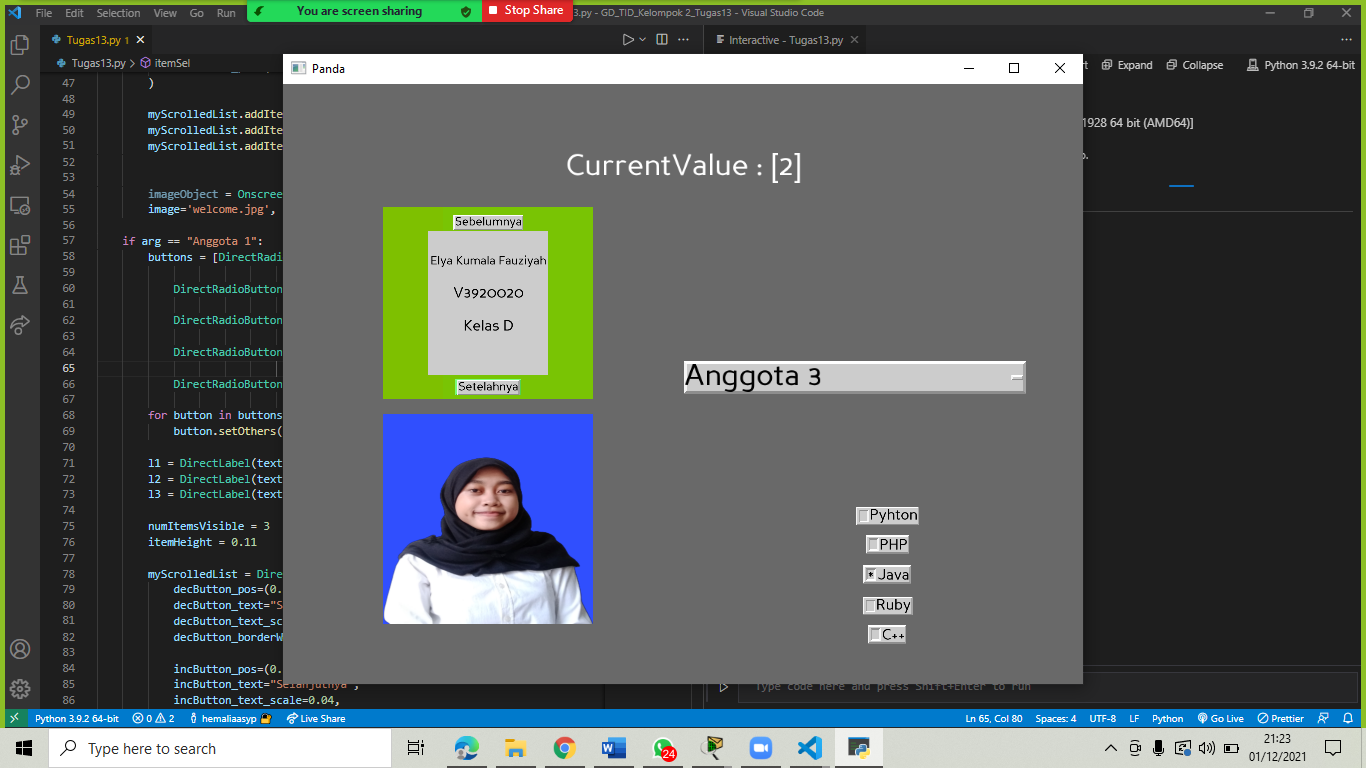 File Edit Selection View Go Run
You are screen sharing
Stop Share
3.py - GD_TID_Kelompok 2_Tugas13 - Visual Studio Code
Tugas13.py 1
Interactive - Tugas13.py
Tugas13.py > itemSel
Expand
Collapse
Python 3.9.2 64-bit
Panda
47 )
48
49 myScrolledList.addIte
50 myScrolledList.addIte
51 myScrolledList.addIte
52
53
54 imageObject = Onscree
55 image='welcome.jpg',
56
57 if arg == "Anggota 1":
58 buttons = [DirectRadi
59
60 DirectRadioButton
61
62 DirectRadioButton
63
64 DirectRadioButton
65
66 DirectRadioButton
67
68 for button in buttons
69 button.setOthers(
70
71 l1 = DirectLabel(text
72 l2 = DirectLabel(text
73 l3 = DirectLabel(text
74
75 numItemsVisible = 3
76 itemHeight = 0.11
77
78 myScrolledList = Dire
79 decButton_pos=(0.
80 decButton_text="S
81 decButton_text_sc
82 decButton_borderW
83
84 incButton_pos=(0.
85 incButton_text="Selanjutnya",
86 incButton_text_scale=0.04,
CurrentValue : [2]
Sebelumnya
Elya Kumala Fauziyah
V3920020
Kelas D
Setelahnya
Anggota 3
Pyhton
PHP
* Java
Ruby
C++
1928 64 bit (AMD64)]
Type code here and press Shift+Enter to run
Python 3.9.2 64-bit
0
2
hemaliaasyp
Live Share
Ln 65, Col 80
Spaces: 4
UTF-8
LF
Python
Go Live
Prettier
Type here to search
24
21:23
01/12/2021